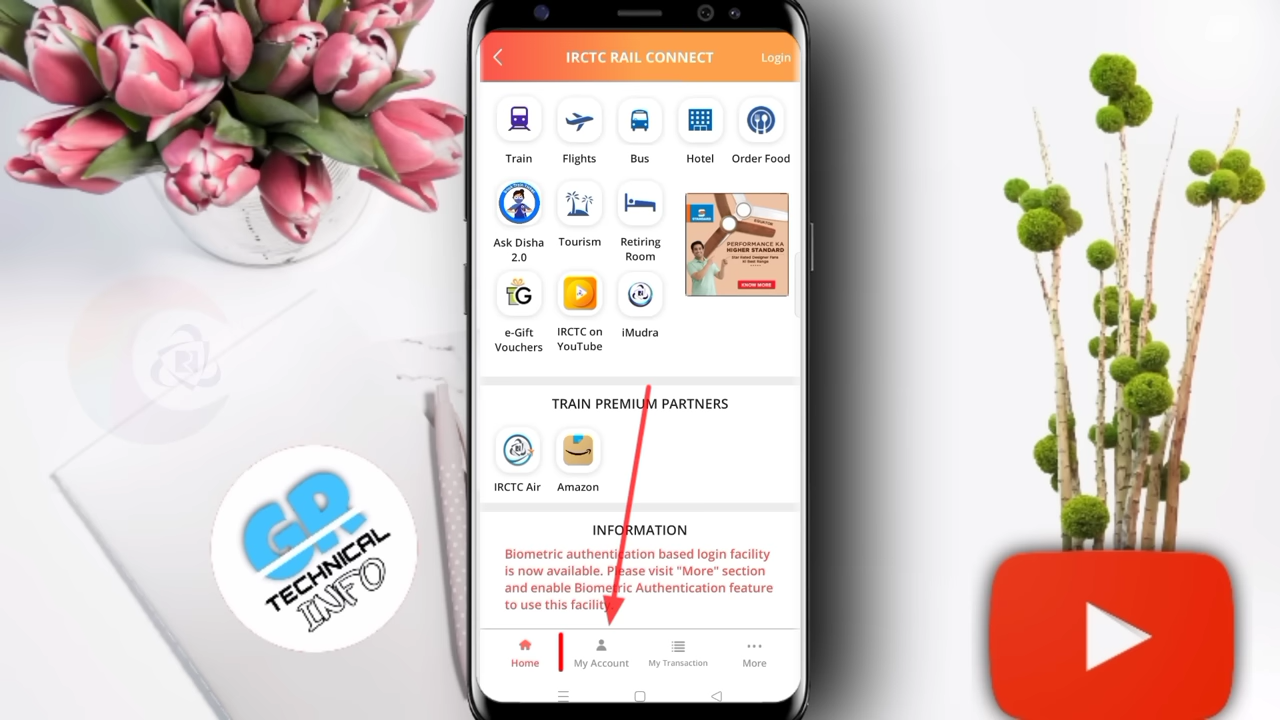 IRCTC RAIL CONNECT
Login
Train
Flights
Bus
Hotel
Order Food
Ask Disha
2.0
Tourism
Retiring
Room
PERFORMANCE KA
HIGHER STANDARD
KNOW MORE
e-Gift
Vouchers
IRCTC on
YouTube
iMudra
TG
TRAIN PREMIUM PARTNERS
IRCTC Air
Amazon
INFORMATION
Biometric authentication based login facility
is now available. Please visit "More" section
and enable Biometric Authentication feature
to use this facility.
Home
My Account
My Transaction
More
GR
TECHNICAL
INFO